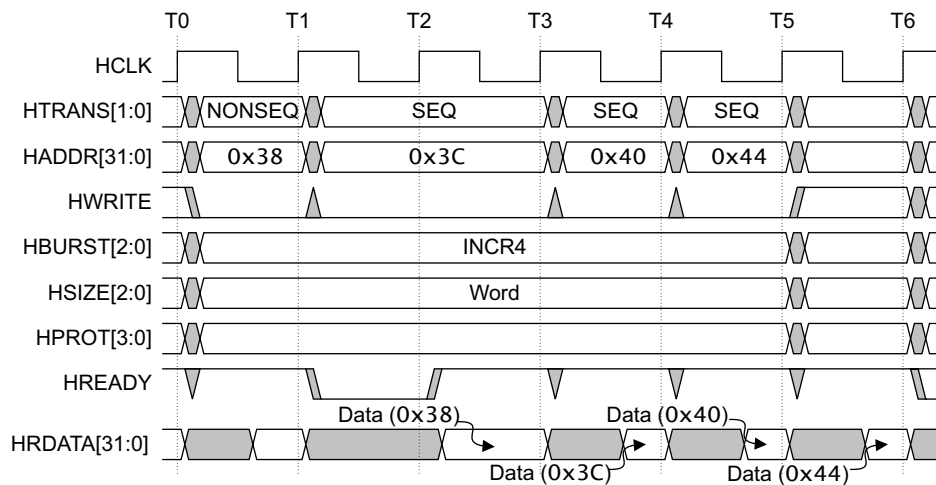 T0 T1 T2 T3 T4 T5 T6
HCLK
HTRANS[1:0] NONSEQ SEQ SEQ SEQ
HADDR[31:0] 0x38 0x3C 0x40 0x44
HWRITE
HBURST[2:0] INCR4
HSIZE[2:0] Word
HPROT[3:0]
HREADY
Data (0x38) Data (0x40)
HRDATA[31:0]
Data (0x3C) Data (0x44)